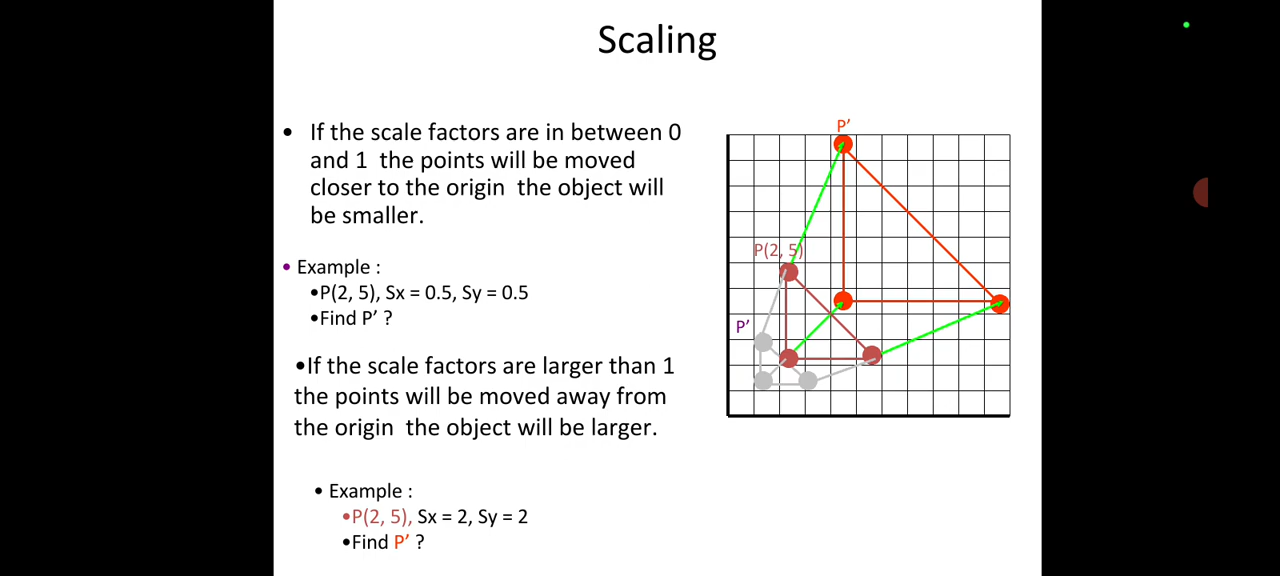 Scaling
• If the scale factors are in between 0
and 1 the points will be moved
closer to the origin the object will
be smaller.
• Example :
•P(2, 5), Sx = 0.5, Sy = 0.5
•Find P’ ?
•If the scale factors are larger than 1
the points will be moved away from
the origin the object will be larger.
• Example :
•P(2, 5), Sx = 2, Sy = 2
•Find P’ ?
P’
P(2, 5)
P’